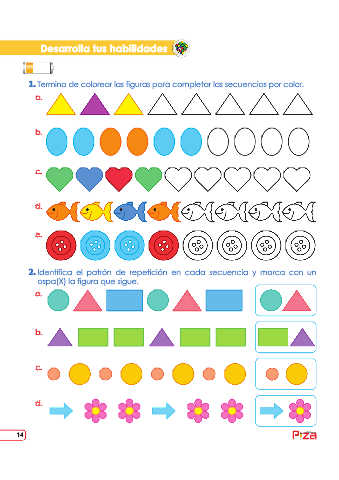 Desarrolla tus habilidades
1. Termina de colorear las figuras para completar las secuencias por color.
a.
b.
c.
d.
e.
2. Identifica el patrón de repetición en cada secuencia y marca con un
aspa(X) la figura que sigue.
a.
b.
c.
d.
14
Piza